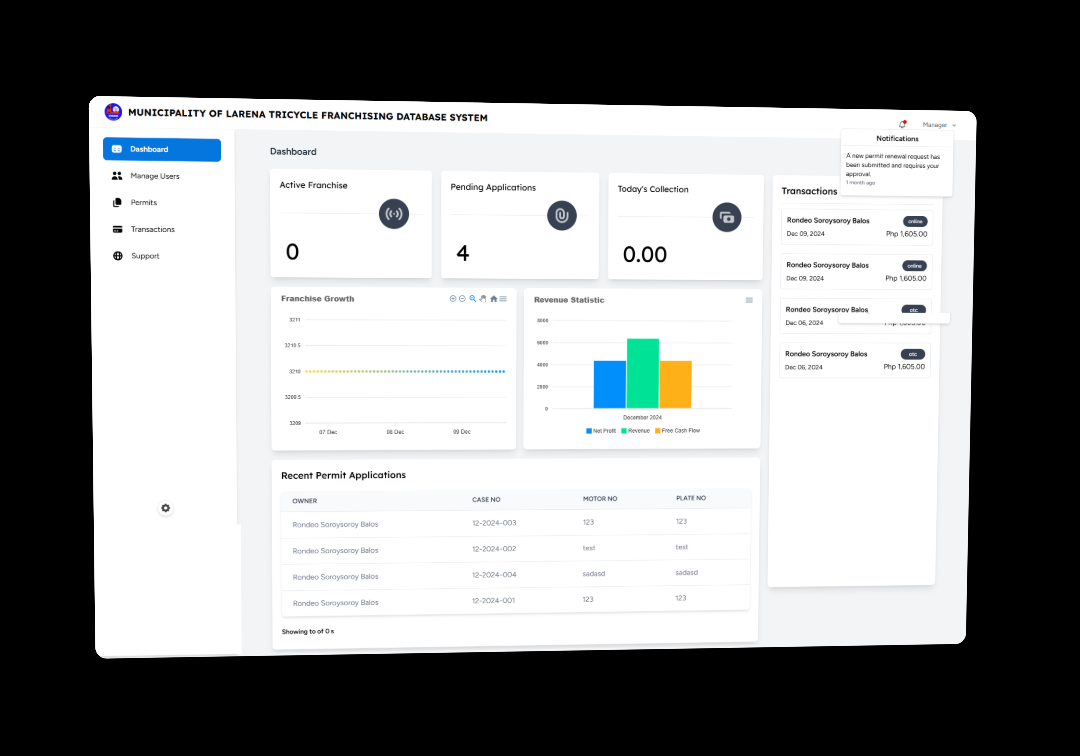 MUNICIPALITY OF LARENA TRICYCLE FRANCHISING DATABASE SYSTEM
Manager
Dashboard
Manage Users
Permits
Transactions
Support
Dashboard
Active Franchise
0
Pending Applications
4
Today's Collection
0.00
Notifications
A new permit renewal request has
been submitted and requires your
approval.
1 month ago
Transactions
Rondeo Soroysoroy Balos
online
Dec 09, 2024
Php 1,605.00
Rondeo Soroysoroy Balos
online
Dec 09, 2024
Php 1,605.00
Rondeo Soroysoroy Balos
otc
Dec 06, 2024
Php 1,605.00
Rondeo Soroysoroy Balos
otc
Dec 06, 2024
Php 1,605.00
Franchise Growth
3211
3210.5
3210
3209.5
3209
07 Dec
08 Dec
09 Dec
Revenue Statistic
8000
6000
4000
2000
0
December 2024
Net Profit
Revenue
Free Cash Flow
Recent Permit Applications
OWNER CASE NO MOTOR NO PLATE NO
Rondeo Soroysoroy Balos 12-2024-003 123 123
Rondeo Soroysoroy Balos 12-2024-002 test test
Rondeo Soroysoroy Balos 12-2024-004 sadasd sadasd
Rondeo Soroysoroy Balos 12-2024-001 123 123
Showing to of 0 s